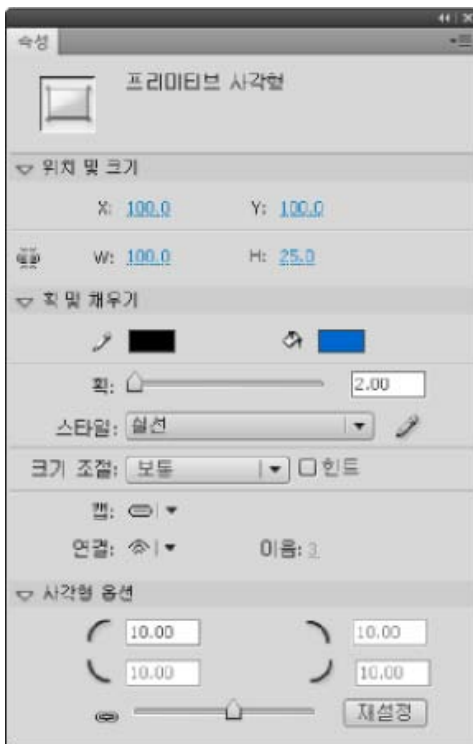 속성
프리미티브 사각형
위치 및 크기
X: 100.0 Y: 100.0
W: 100.0 H: 25.0
획 및 채우기
획: 2.00
스타일: 실선
크기 조절: 보통 힌트
캡:
연결: 이음: 3
사각형 옵션
10.00 10.00
10.00 10.00
재설정